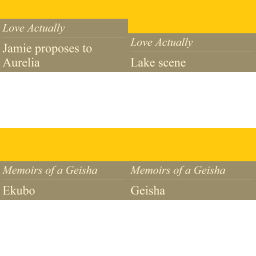 Love Actually
Jamie proposes to
Aurelia
Love Actually
Lake scene
Memoirs of a Geisha
Ekubo
Memoirs of a Geisha
Geisha